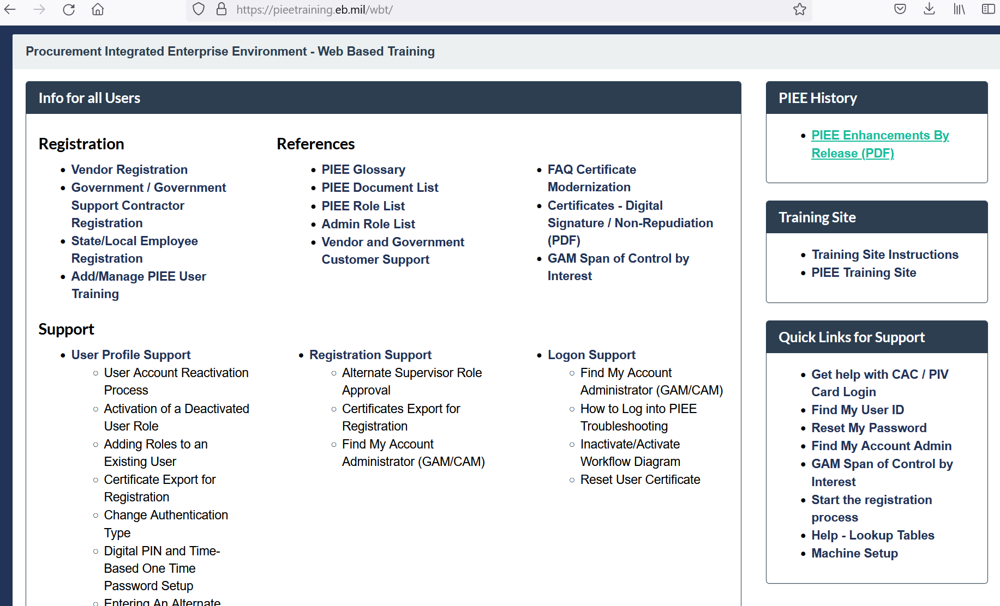 https://pieetraining.eb.mil/wbt/
Procurement Integrated Enterprise Environment - Web Based Training
Info for all Users
Registration
Vendor Registration
Government / Government
Support Contractor
Registration
State/Local Employee
Registration
Add/Manage PIEE User
Training
References
PIEE Glossary
PIEE Document List
PIEE Role List
Admin Role List
Vendor and Government
Customer Support
FAQ Certificate
Modernization
Certificates - Digital
Signature / Non-Repudiation
(PDF)
GAM Span of Control by
Interest
Support
User Profile Support
User Account Reactivation
Process
Activation of a Deactivated
User Role
Adding Roles to an
Existing User
Certificate Export for
Registration
Change Authentication
Type
Digital PIN and Time-
Based One Time
Password Setup
Entering An Alternate
Registration Support
Alternate Supervisor Role
Approval
Certificates Export for
Registration
Find My Account
Administrator (GAM/CAM)
Logon Support
Find My Account
Administrator (GAM/CAM)
How to Log into PIEE
Troubleshooting
Inactivate/Activate
Workflow Diagram
Reset User Certificate
PIEE History
PIEE Enhancements By
Release (PDF)
Training Site
Training Site Instructions
PIEE Training Site
Quick Links for Support
Get help with CAC / PIV
Card Login
Find My User ID
Reset My Password
Find My Account Admin
GAM Span of Control by
Interest
Start the registration
process
Help - Lookup Tables
Machine Setup